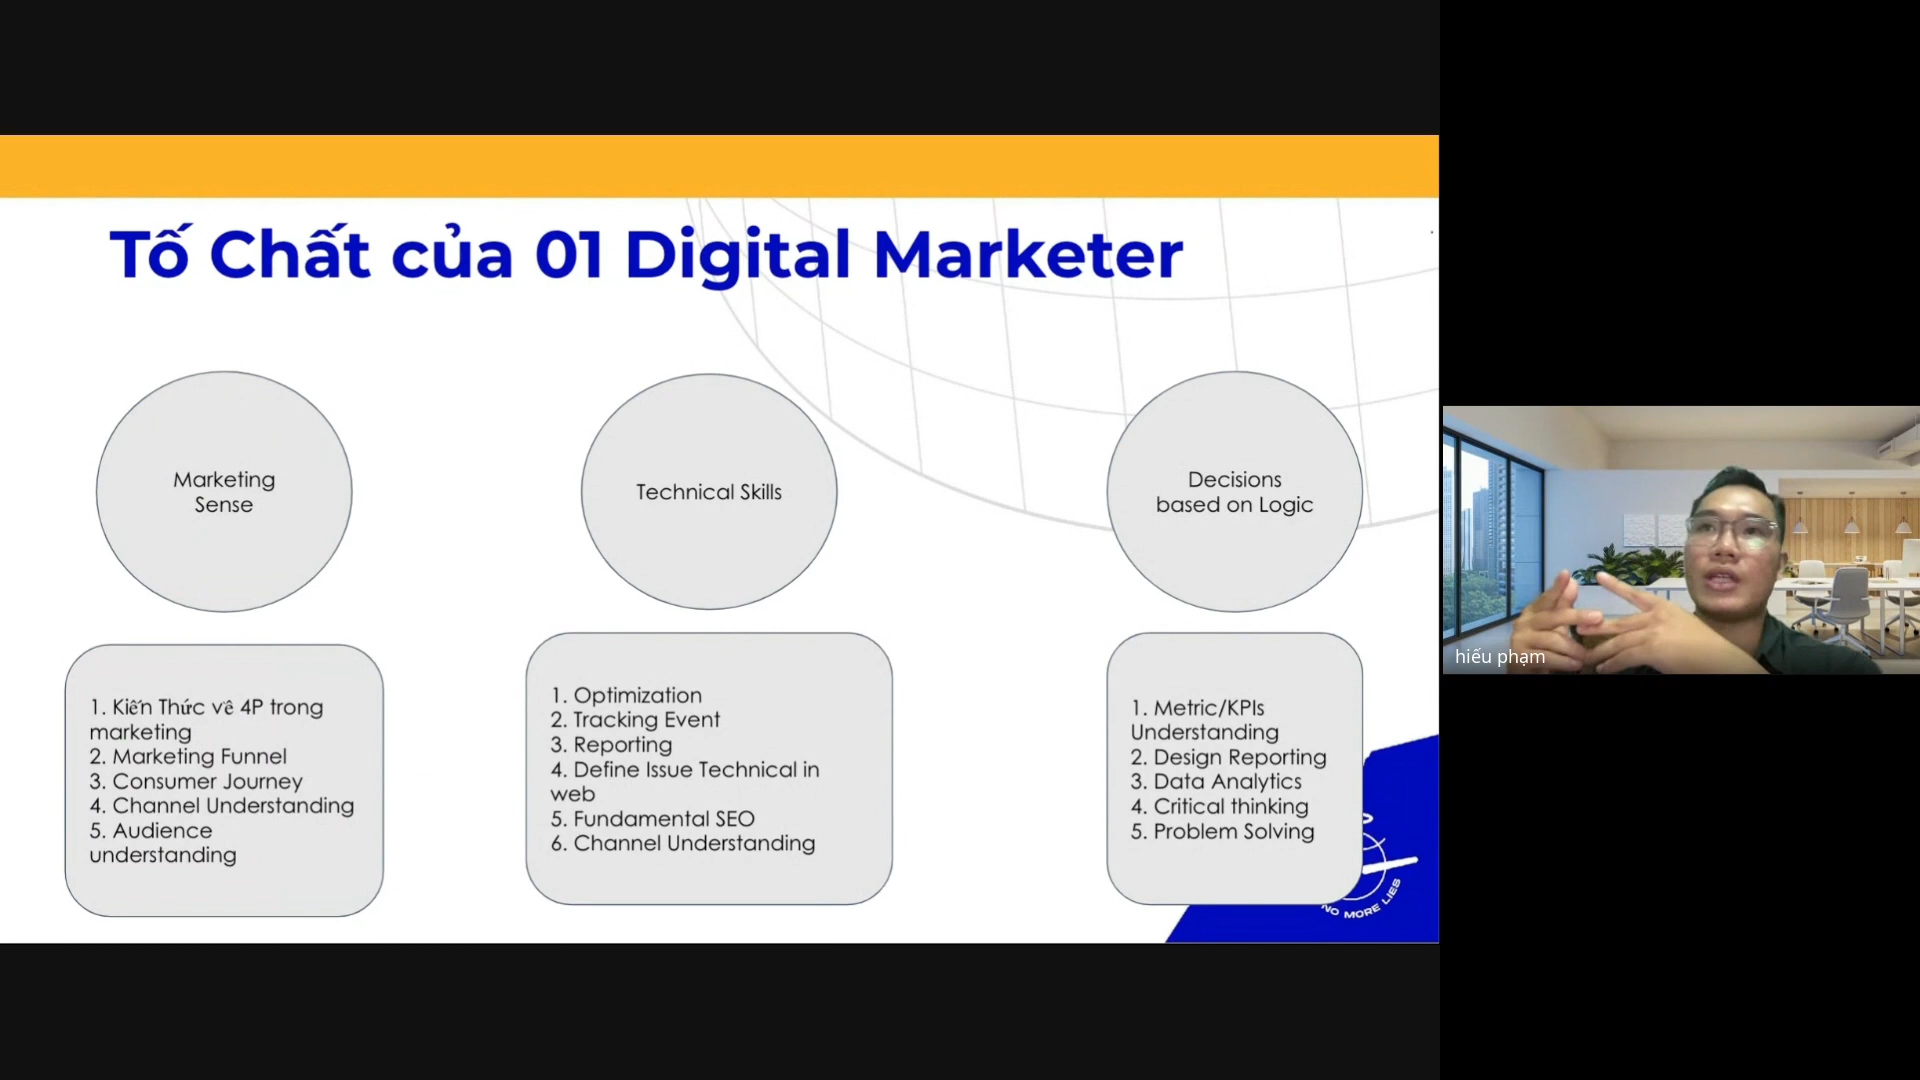 Tố Chất của 01 Digital Marketer
Marketing
Sense
Technical Skills
Decisions
based on Logic
1. Kiến Thức về 4P trong
marketing
2. Marketing Funnel
3. Consumer Journey
4. Channel Understanding
5. Audience
understanding
1. Optimization
2. Tracking Event
3. Reporting
4. Define Issue Technical in
web
5. Fundamental SEO
6. Channel Understanding
1. Metric/KPIs
Understanding
2. Design Reporting
3. Data Analytics
4. Critical thinking
5. Problem Solving
NO MORE LIES
hiếu phạm